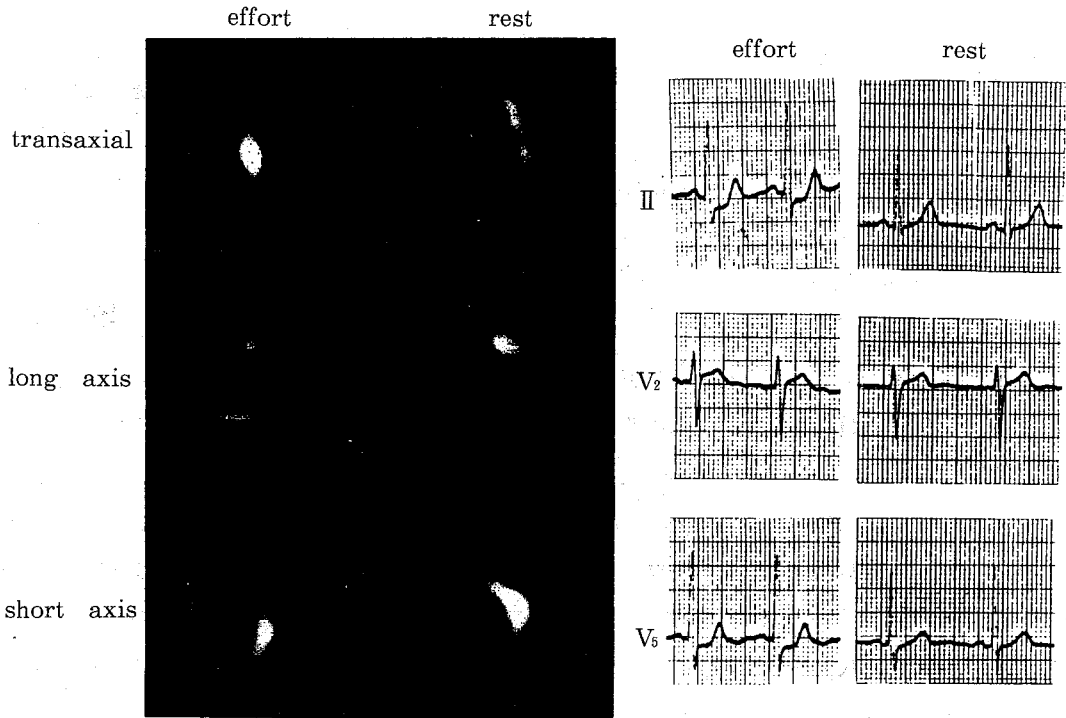 effort rest
effort rest
transaxial
II
long axis
V2
short axis
V5